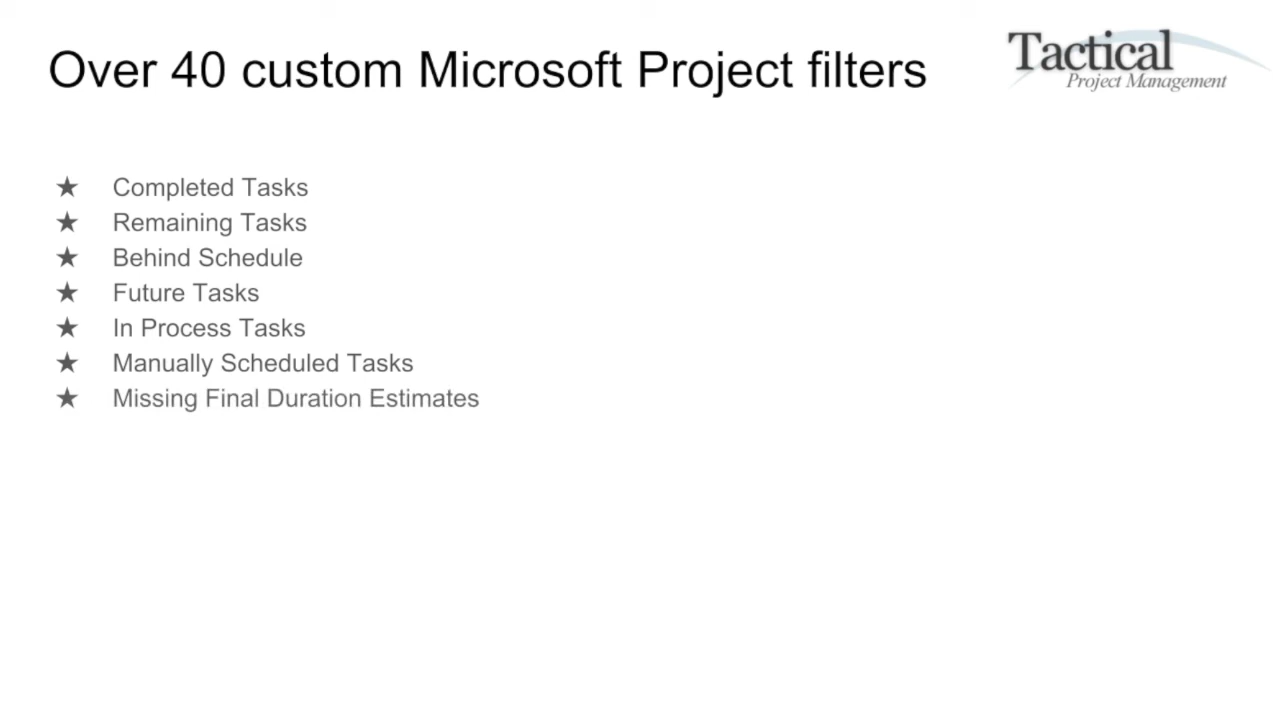 Over 40 custom Microsoft Project filters
Tactical
Project Management
★ Completed Tasks
★ Remaining Tasks
★ Behind Schedule
★ Future Tasks
★ In Process Tasks
★ Manually Scheduled Tasks
★ Missing Final Duration Estimates